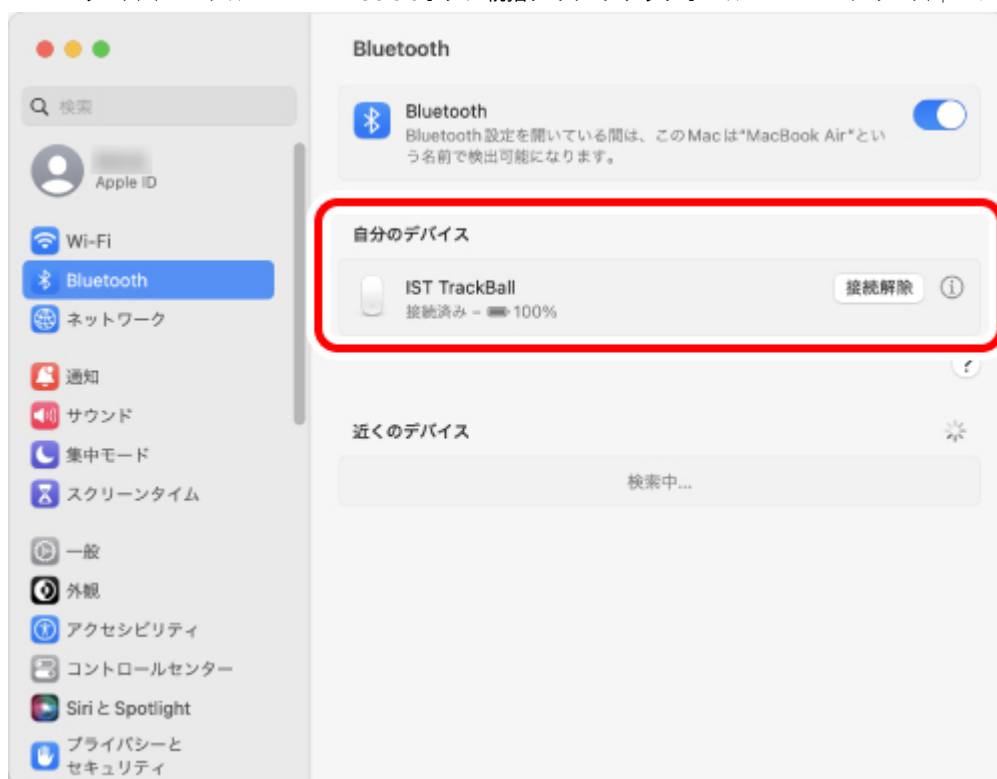 Bluetooth
検索
Apple ID
Wi-Fi
Bluetooth
ネットワーク
通知
サウンド
集中モード
スクリーンタイム
一般
外観
アクセシビリティ
コントロールセンター
Siri と Spotlight
プライバシーと
セキュリティ
Bluetooth
Bluetooth設定を開いている間は、このMacは"MacBook Air"とい
う名前で検出可能になります。
自分のデバイス
IST TrackBall
接続解除
接続済み – 100%
?
近くのデバイス
検索中...